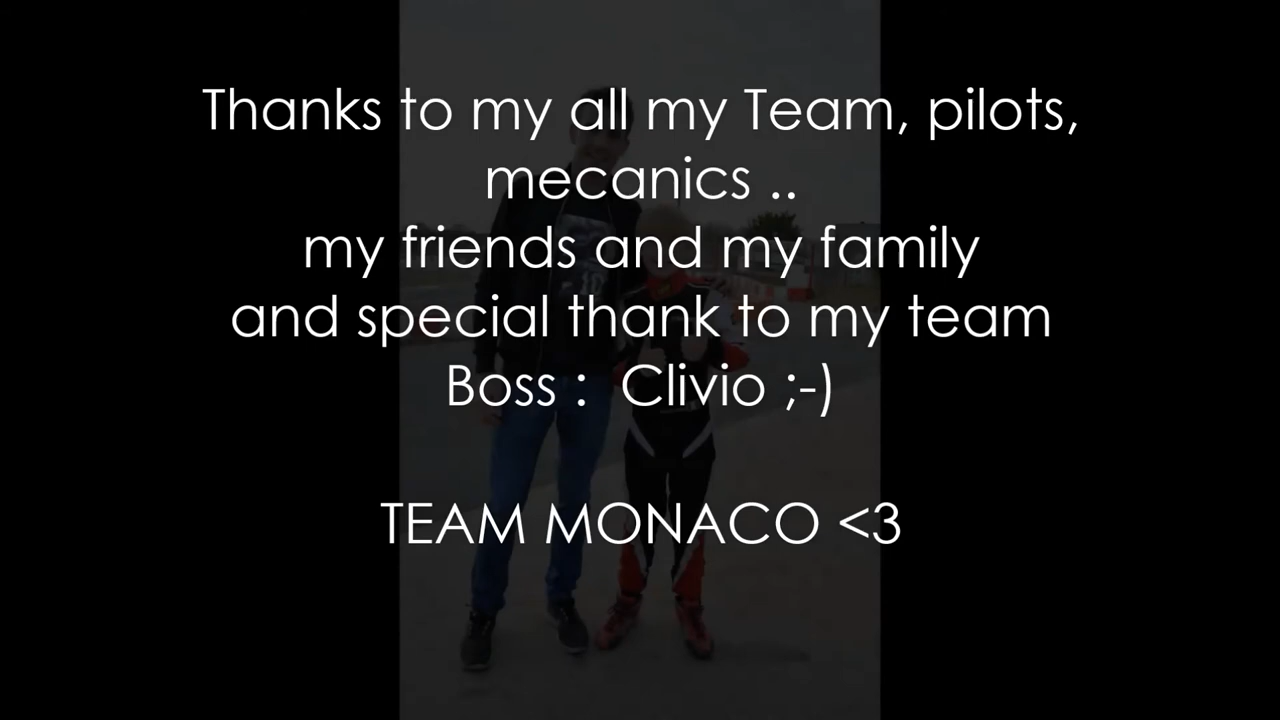 Thanks to my all my Team, pilots,
mecanics ..
my friends and my family
and special thank to my team
Boss :  Clivio ;-)
TEAM MONACO <3